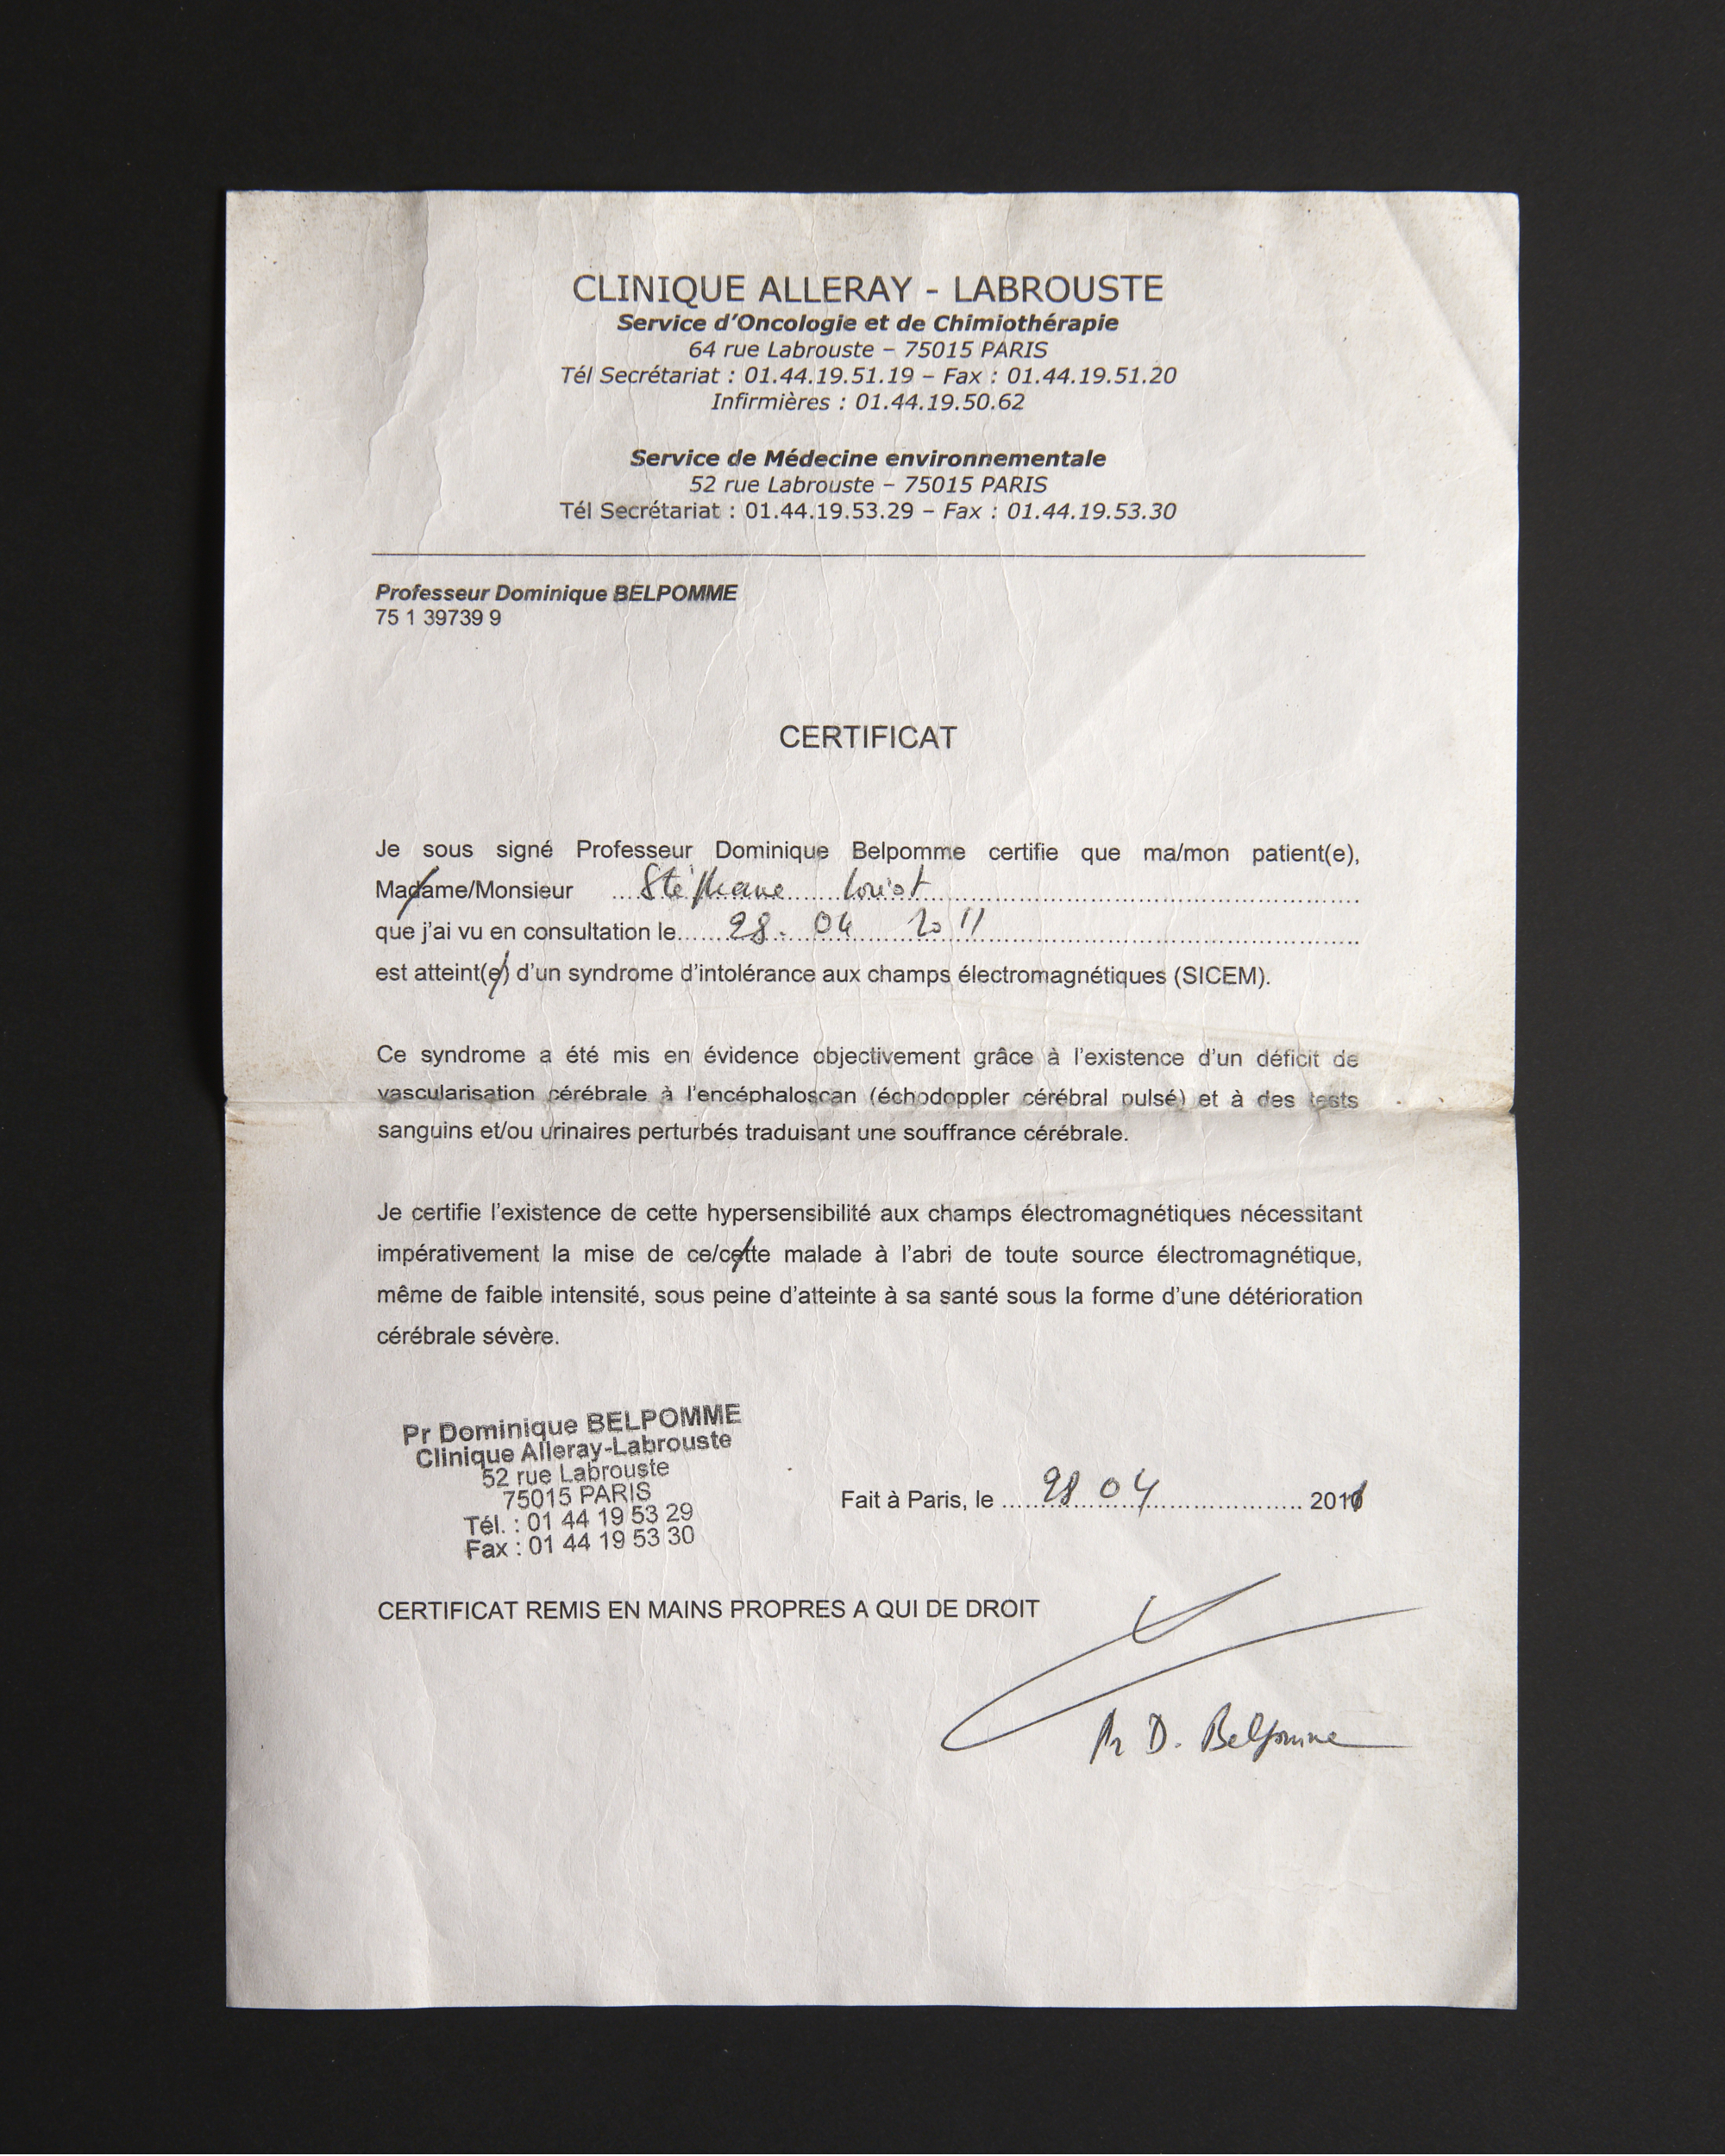 CLINIQUE ALLERAY - LABROUSTE
Service d'Oncologie et de Chimiothérapie
64 rue Labrouste – 75015 PARIS
Tél Secrétariat : 01.44.19.51.19 – Fax : 01.44.19.51.20
Infirmières : 01.44.19.50.62
Service de Médecine environnementale
52 rue Labrouste – 75015 PARIS
Tél Secrétariat : 01.44.19.53.29 – Fax : 01.44.19.53.30
Professeur Dominique BELPOMME
75 1 39739 9
CERTIFICAT
Je sous signé Professeur Dominique Belpomme certifie que ma/mon patient(e),
Madame/Monsieur Stéphane Loriot
que j'ai vu en consultation le 28. 04 2011
est atteint(e) d'un syndrome d'intolérance aux champs électromagnétiques (SICEM).
Ce syndrome a été mis en évidence objectivement grâce à l'existence d'un déficit de
vascularisation cérébrale à l'encéphaloscan (échodoppler cérébral pulsé) et à des tests
sanguins et/ou urinaires perturbés traduisant une souffrance cérébrale.
Je certifie l'existence de cette hypersensibilité aux champs électromagnétiques nécessitant
impérativement la mise de ce/cette malade à l'abri de toute source électromagnétique,
même de faible intensité, sous peine d'atteinte à sa santé sous la forme d'une détérioration
cérébrale sévère.
Pr Dominique BELPOMME
Clinique Alleray-Labrouste
52 rue Labrouste
75015 PARIS
Tél. : 01 44 19 53 29
Fax : 01 44 19 53 30
Fait à Paris, le 28 04 2011
CERTIFICAT REMIS EN MAINS PROPRES A QUI DE DROIT
Pr D. Belpomme